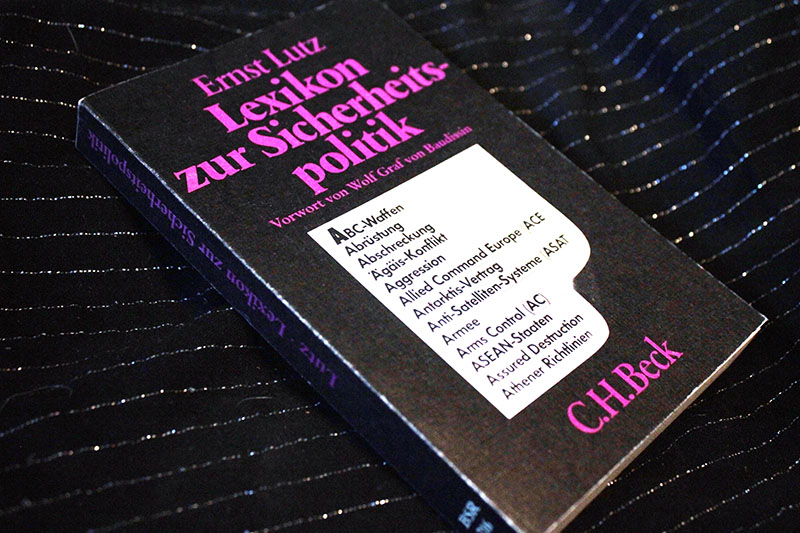 Ernst Lutz
Lexikon
zur Sicherheits-
politik
Vorwort von Wolf Graf von Baudissin
ABC-Waffen
Abrüstung
Abschreckung
Ägäis-Konflikt
Aggression
Allied Command Europe ACE
Antarktis-Vertrag
Anti-Satelliten-Systeme ASAT
Armee
Arms Control (AC)
ASEAN-Staaten
Assured Destruction
Athener Richtlinien
C.H.Beck
Lutz · Lexikon zur Sicherheitspolitik
BSR